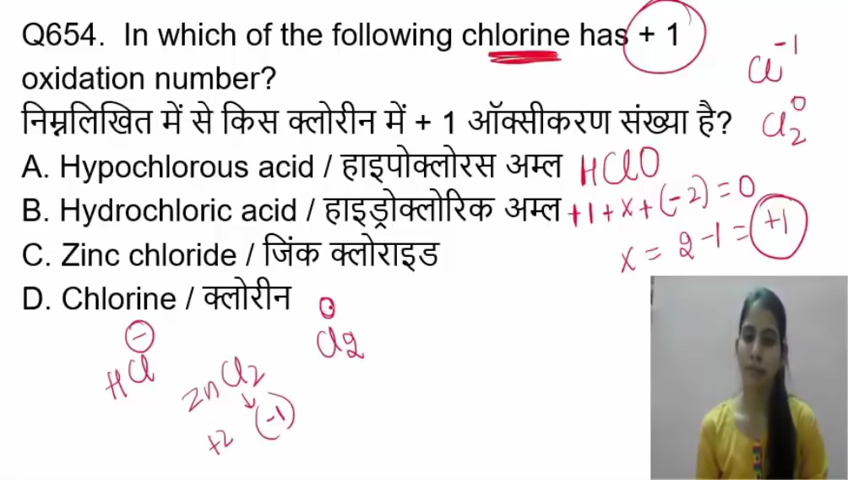 Q654. In which of the following chlorine has + 1
oxidation number?
निम्नलिखित में से किस क्लोरीन में + 1 ऑक्सीकरण संख्या है?
A. Hypochlorous acid / हाइपोक्लोरस अम्ल
B. Hydrochloric acid / हाइड्रोक्लोरिक अम्ल
C. Zinc chloride / जिंक क्लोराइड
D. Chlorine / क्लोरीन
Cl⁻¹
Cl₂⁰
HClO
+1+x+(-2)=0
x = 2-1 = +1
HCl⁻
ZnCl₂
+2 (-1)
Cl₂⁰